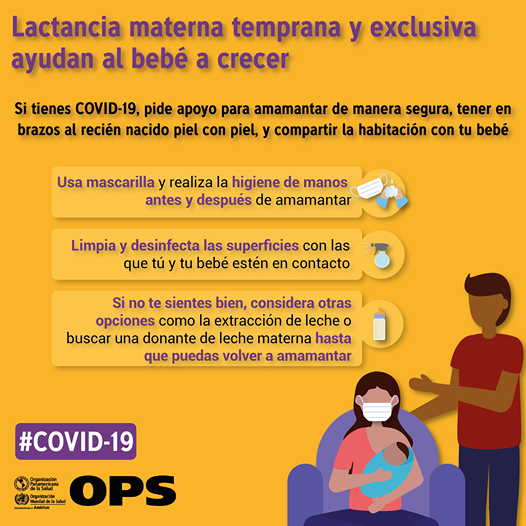 Lactancia materna temprana y exclusiva
ayudan al bebé a crecer
Si tienes COVID-19, pide apoyo para amamantar de manera segura, tener en
brazos al recién nacido piel con piel, y compartir la habitación con tu bebé
Usa mascarilla y realiza la higiene de manos
antes y después de amamantar
Limpia y desinfecta las superficies con las
que tú y tu bebé estén en contacto
Si no te sientes bien, considera otras
opciones como la extracción de leche o
buscar una donante de leche materna hasta
que puedas volver a amamantar
#COVID-19
Organización
Panamericana
de la Salud
Organización
Mundial de la Salud
Américas
OPS